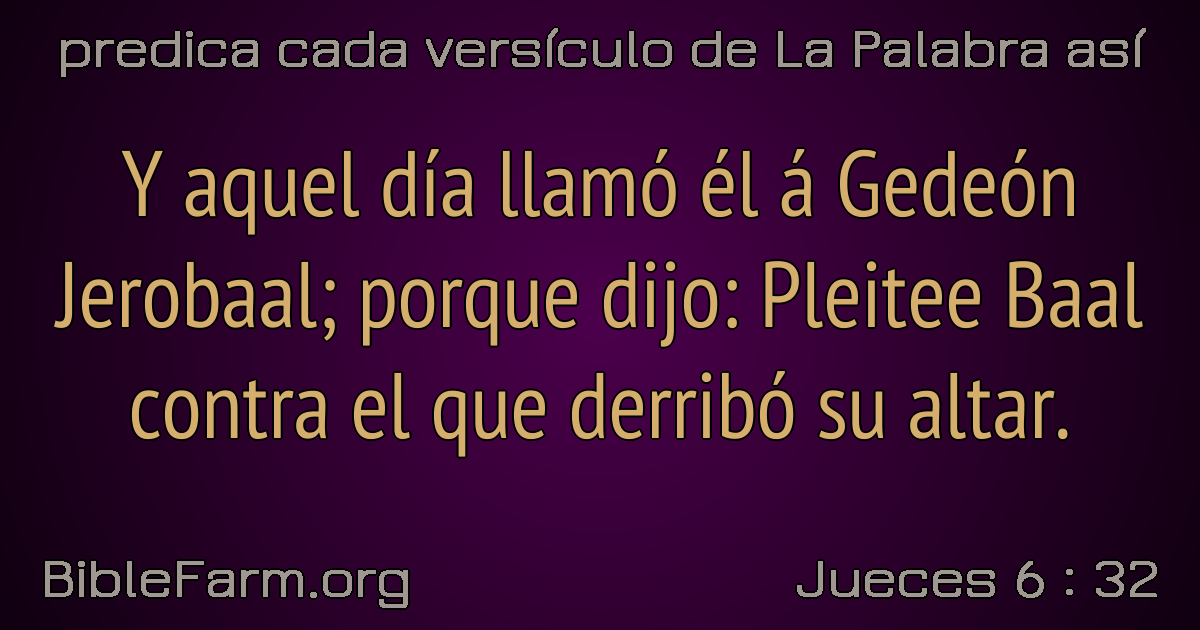 predica cada versículo de La Palabra así
Y aquel día llamó él á Gedeón
Jerobaal; porque dijo: Pleitee Baal
contra el que derribó su altar.
BibleFarm.org
Jueces 6 : 32